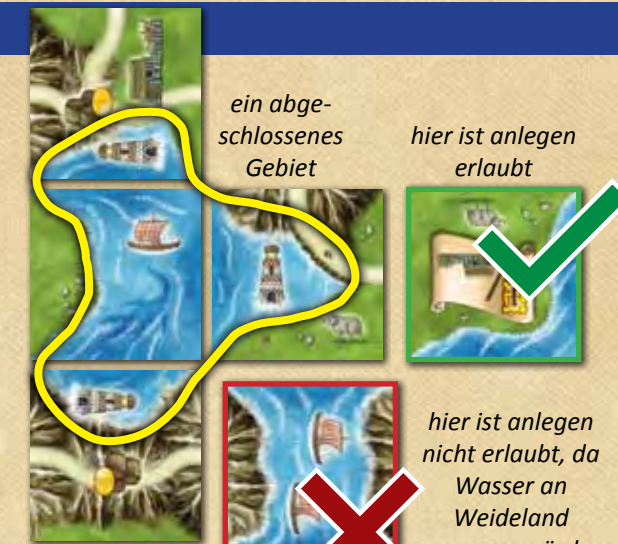 ein abge-
schlossenes
Gebiet
hier ist anlegen
erlaubt
hier ist anlegen
nicht erlaubt, da
Wasser an
Weideland